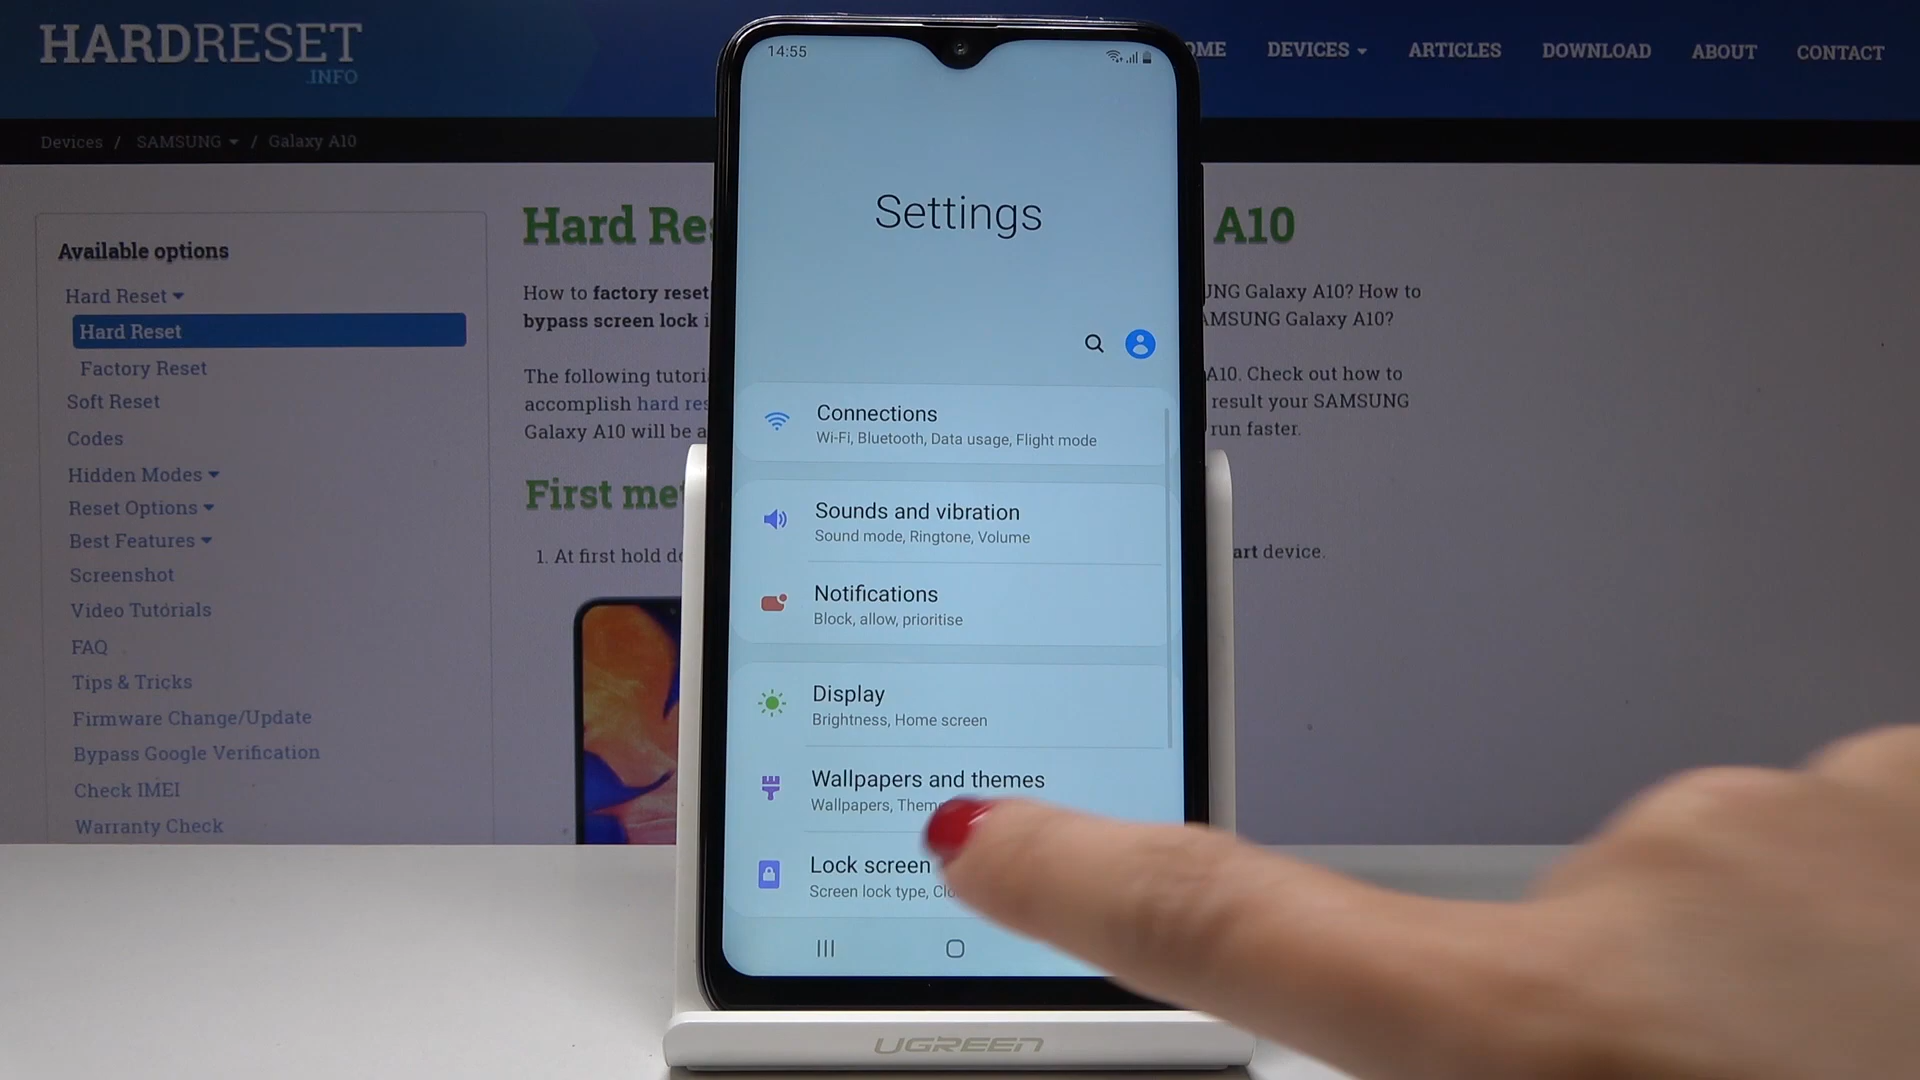 HARDRESET
.INFO
OME
DEVICES
ARTICLES
DOWNLOAD
ABOUT
CONTACT
Devices / SAMSUNG / Galaxy A10
Available options
Hard Reset
Hard Reset
Factory Reset
Soft Reset
Codes
Hidden Modes
Reset Options
Best Features
Screenshot
Video Tutorials
FAQ
Tips & Tricks
Firmware Change/Update
Bypass Google Verification
Check IMEI
Warranty Check
Hard Res
A10
How to factory reset
UNG Galaxy A10? How to
bypass screen lock i
AMSUNG Galaxy A10?
The following tutori
A10. Check out how to
accomplish hard res
result your SAMSUNG
Galaxy A10 will be a
run faster.
First me
1. At first hold do
art device.
14:55
Settings
Connections
Wi-Fi, Bluetooth, Data usage, Flight mode
Sounds and vibration
Sound mode, Ringtone, Volume
Notifications
Block, allow, prioritise
Display
Brightness, Home screen
Wallpapers and themes
Wallpapers, Theme
Lock screen
Screen lock type, Clo
UGREEN